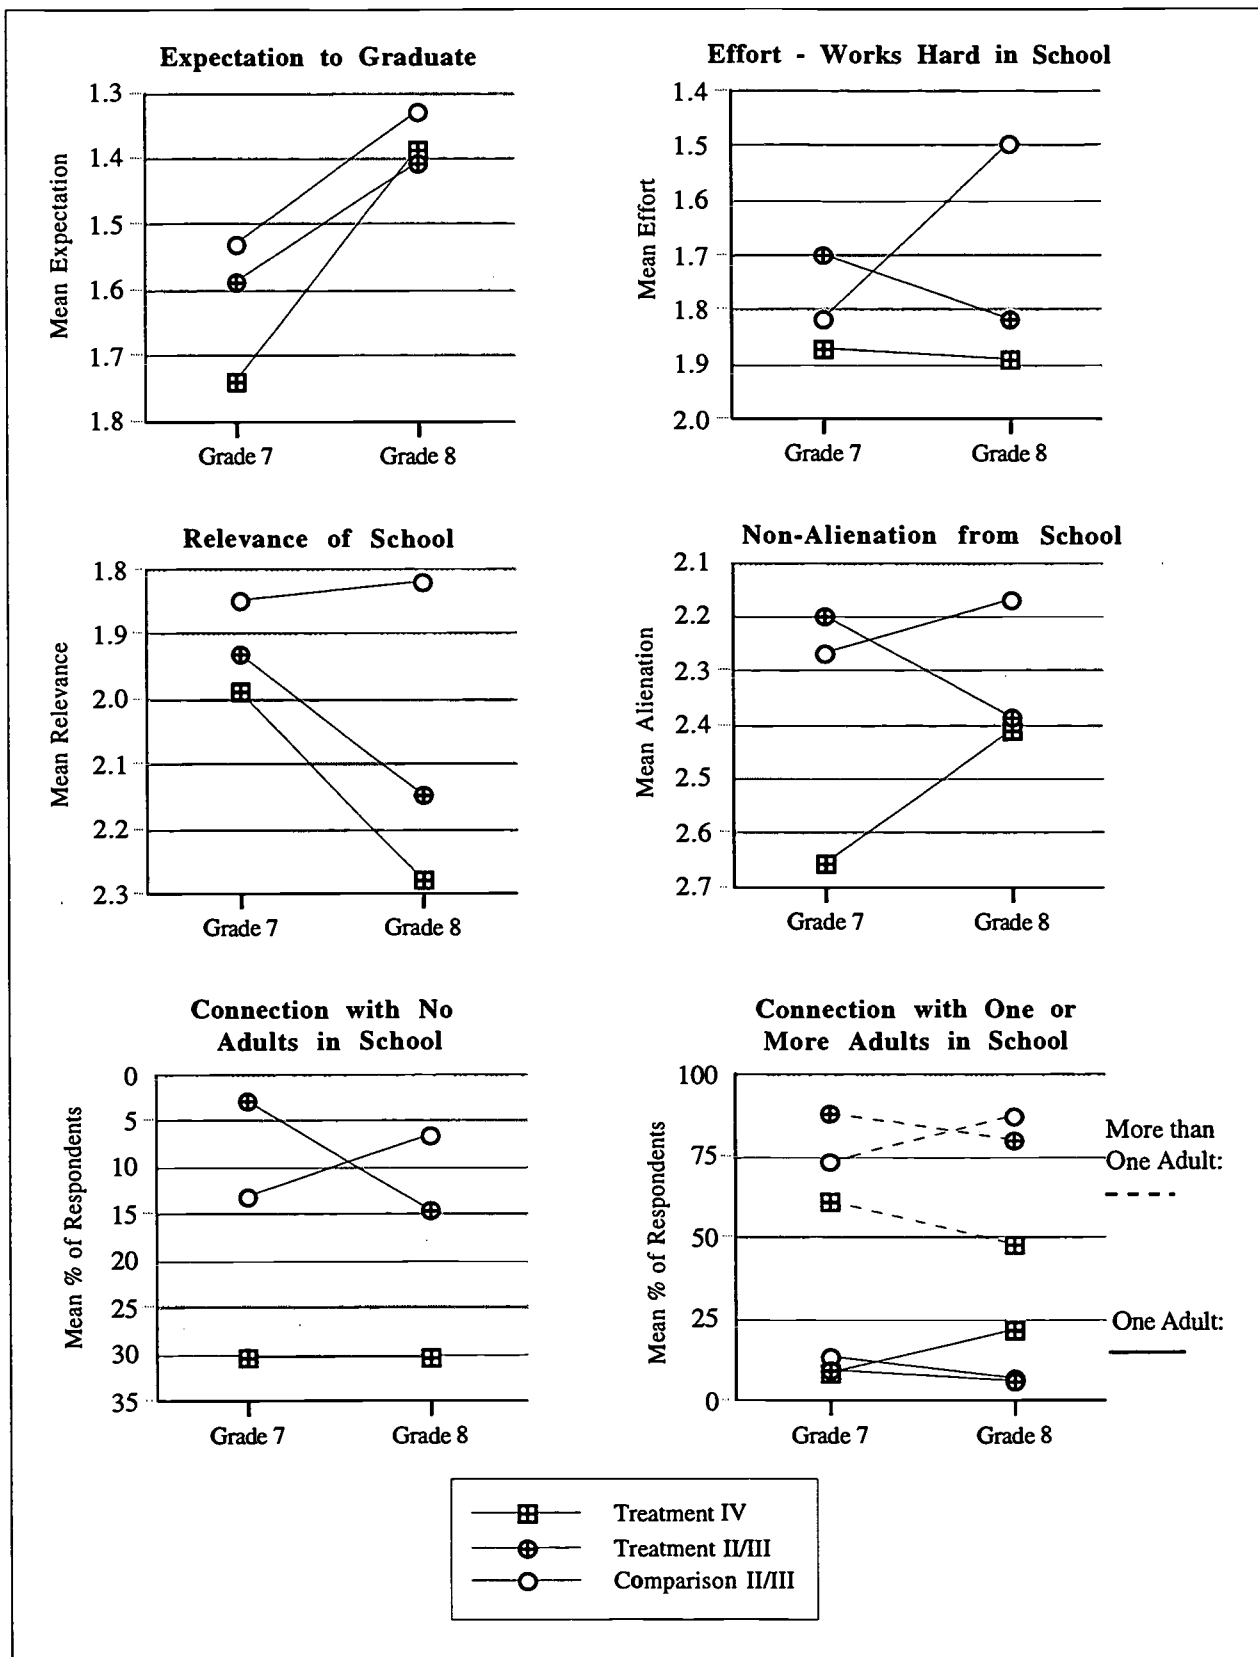 Expectation to Graduate
1.3
1.4
1.5
1.6
1.7
1.8
Mean Expectation
Grade 7
Grade 8
Effort - Works Hard in School
1.4
1.5
1.6
1.7
1.8
1.9
2.0
Mean Effort
Grade 7
Grade 8
Relevance of School
1.8
1.9
2.0
2.1
2.2
2.3
Mean Relevance
Grade 7
Grade 8
Non-Alienation from School
2.1
2.2
2.3
2.4
2.5
2.6
2.7
Mean Alienation
Grade 7
Grade 8
Connection with No
Adults in School
0
5
10
15
20
25
30
35
Mean % of Respondents
Grade 7
Grade 8
Connection with One or
More Adults in School
100
75
50
25
0
Mean % of Respondents
Grade 7
Grade 8
More than
One Adult:
One Adult:
Treatment IV
Treatment II/III
Comparison II/III